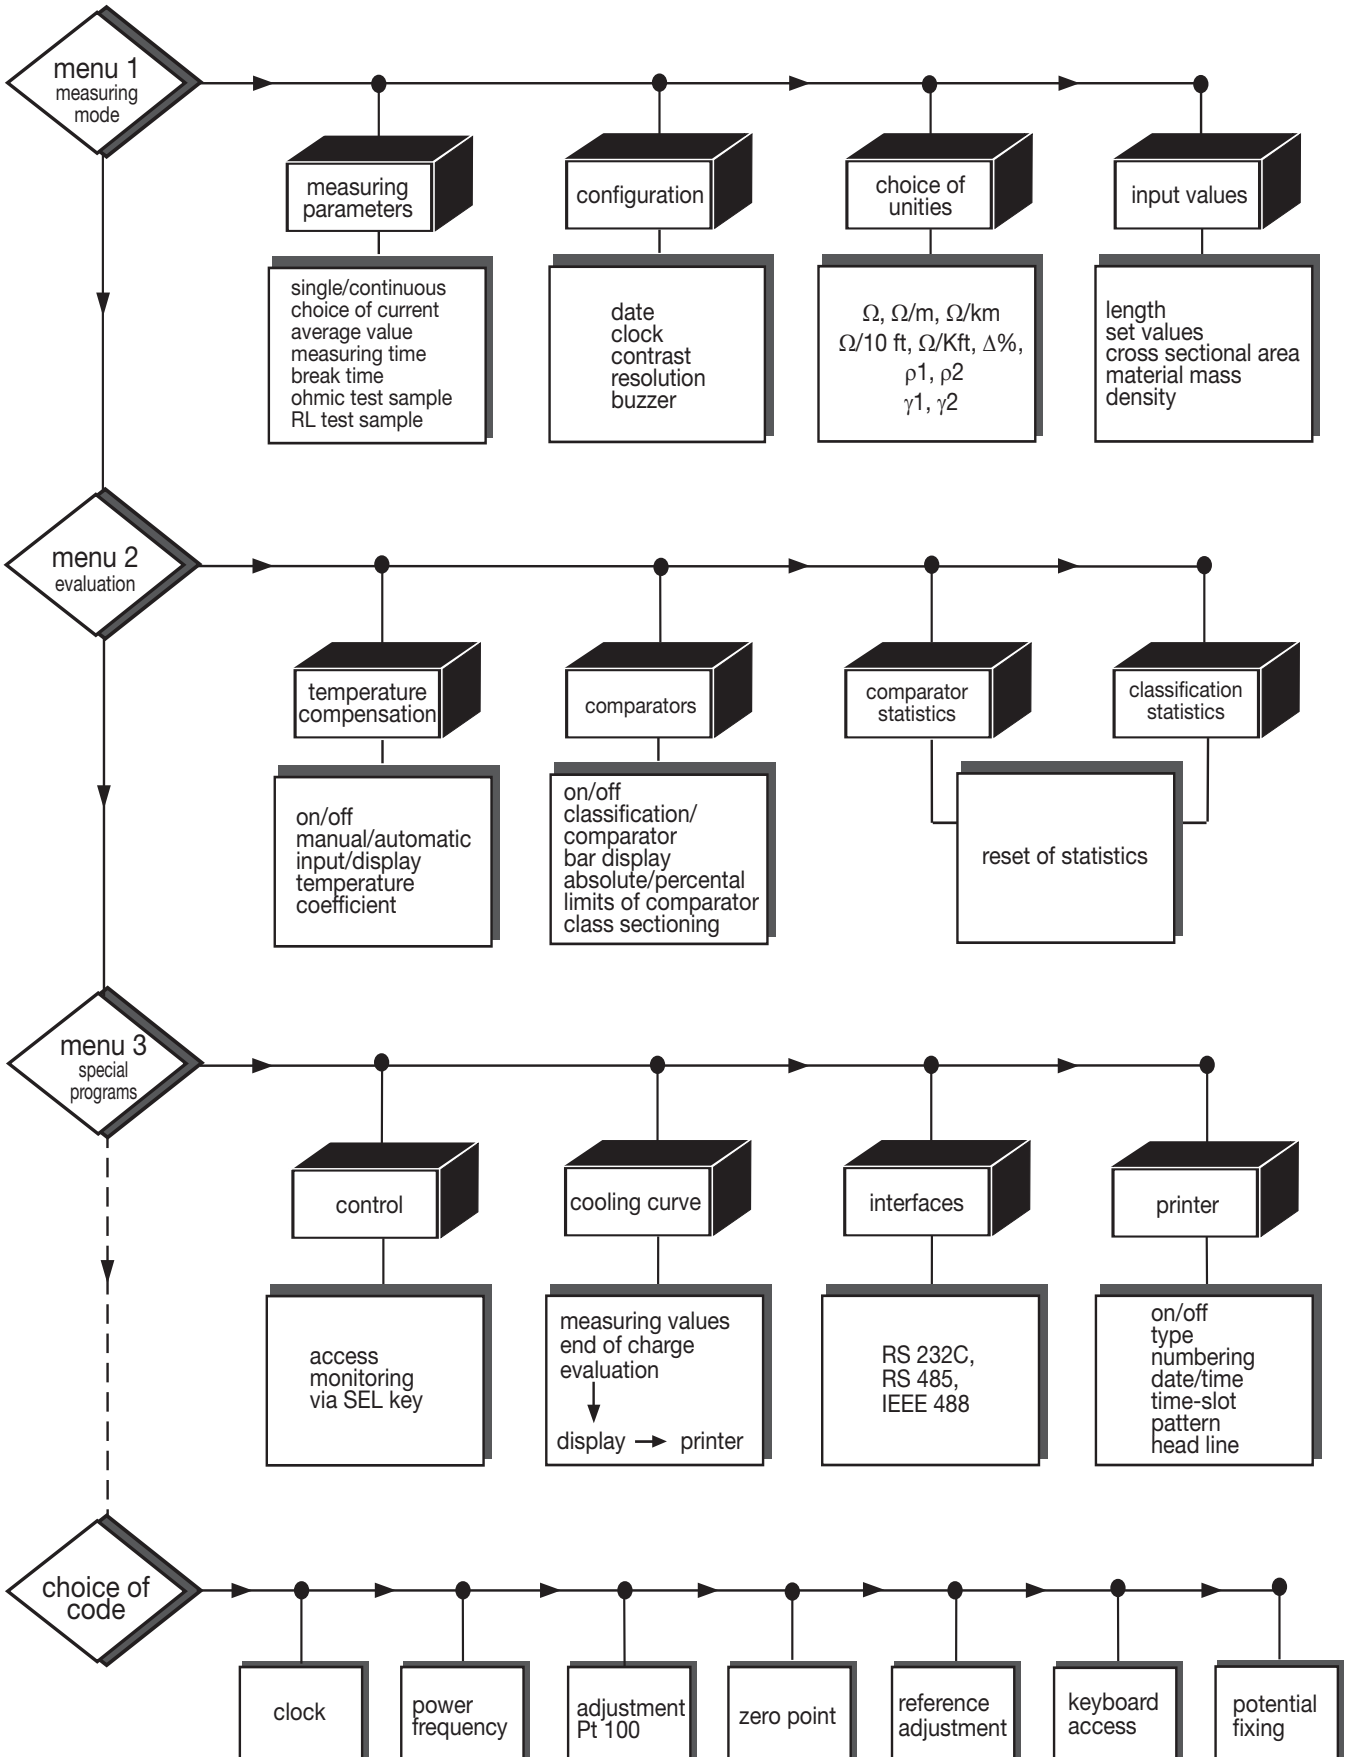 menu 1
measuring
mode
measuring
parameters
configuration
choice of
unities
input values
single/continuous
choice of current
average value
measuring time
break time
ohmic test sample
RL test sample
date
clock
contrast
resolution
buzzer
Ω, Ω/m, Ω/km
Ω/10 ft, Ω/Kft, Δ%,
ρ1, ρ2
γ1, γ2
length
set values
cross sectional area
material mass
density
menu 2
evaluation
temperature
compensation
comparators
comparator
statistics
classification
statistics
on/off
manual/automatic
input/display
temperature
coefficient
on/off
classification/
comparator
bar display
absolute/percental
limits of comparator
class sectioning
reset of statistics
menu 3
special
programs
control
cooling curve
interfaces
printer
access
monitoring
via SEL key
measuring values
end of charge
evaluation
display → printer
RS 232C,
RS 485,
IEEE 488
on/off
type
numbering
date/time
time-slot
pattern
head line
choice of
code
clock
power
frequency
adjustment
Pt 100
zero point
reference
adjustment
keyboard
access
potential
fixing